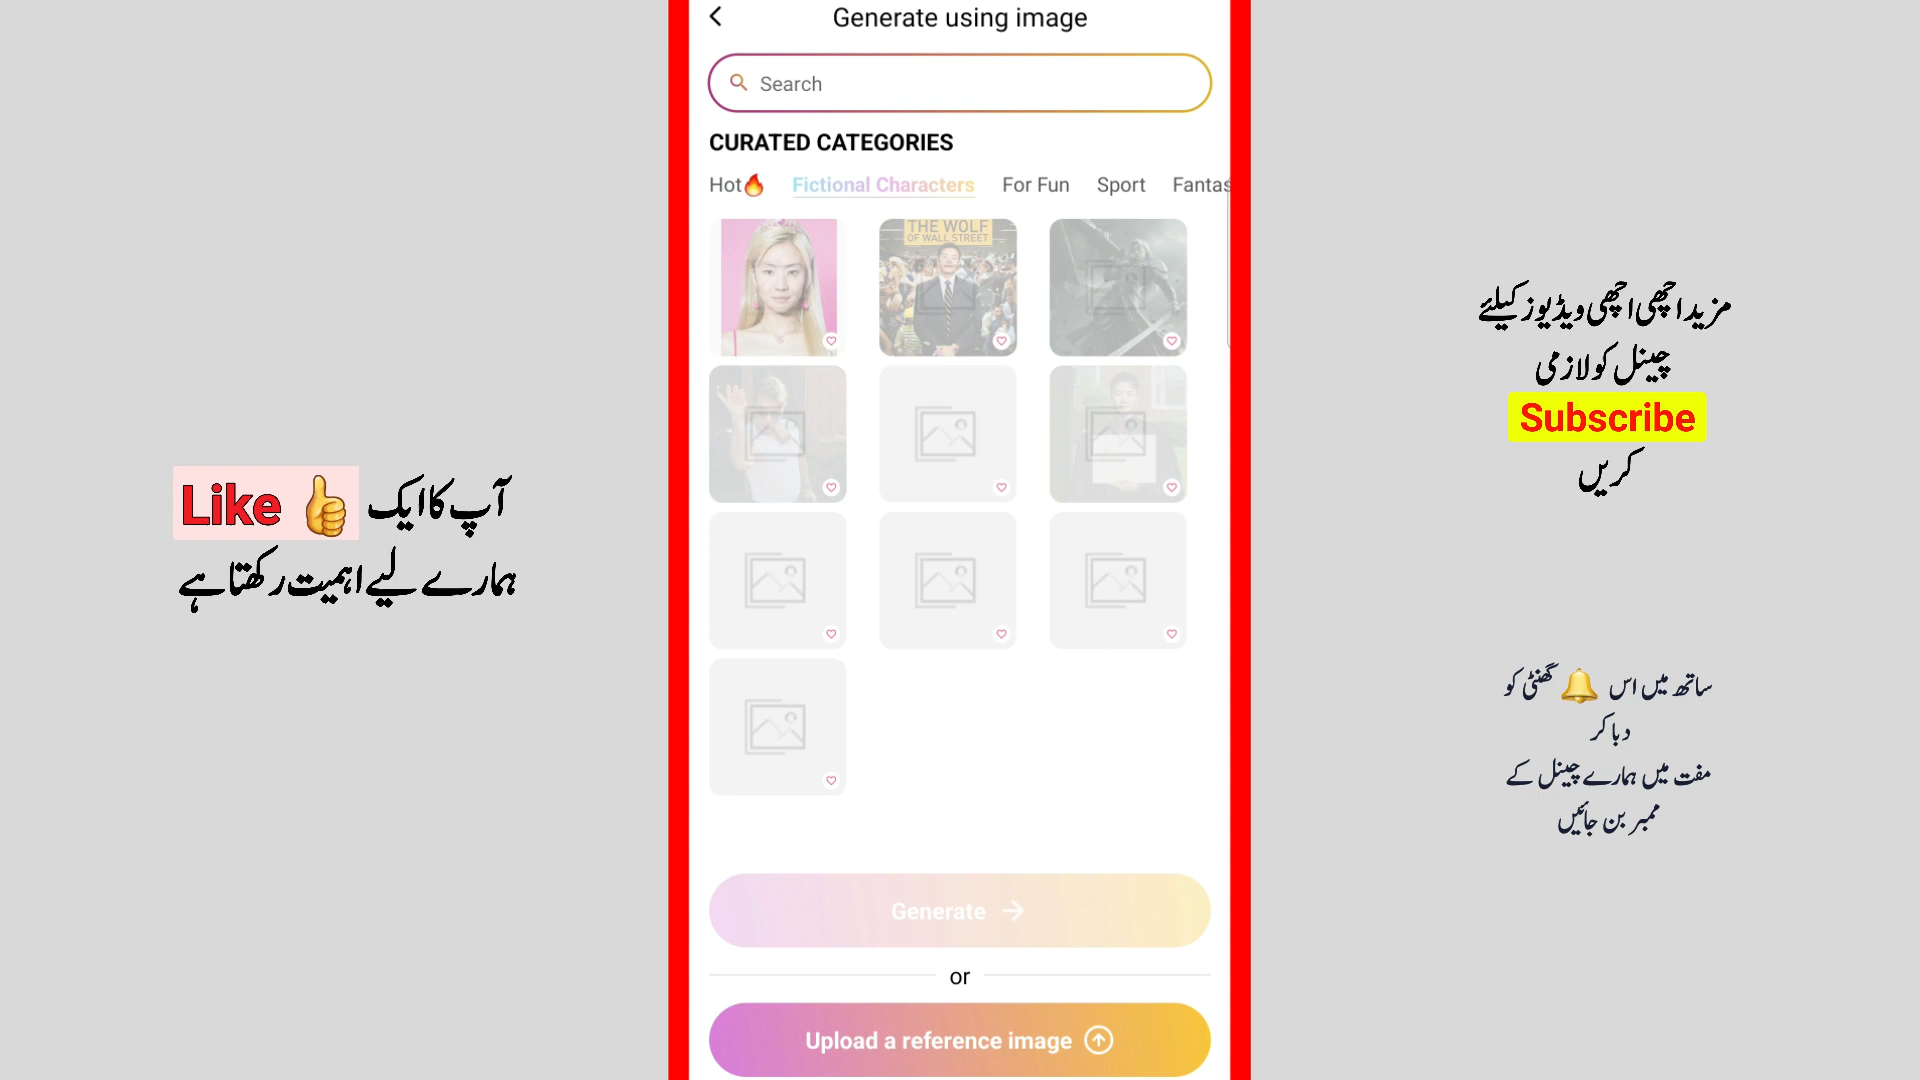 Generate using image
Search
CURATED CATEGORIES
Hot🔥 Fictional Characters For Fun Sport Fantas
THE WOLF
OF WALL STREET
Generate →
or
Upload a reference image
آپ کا ایک 👍 Like
ہمارے لیے اہمیت رکھتا ہے
مزید اچھی اچھی ویڈیوز کیلئے
چینل کو لازمی
Subscribe
کریں
ساتھ میں اس 🔔 گھنٹی کو
دبا کر
مفت میں ہمارے چینل کے
ممبر بن جائیں